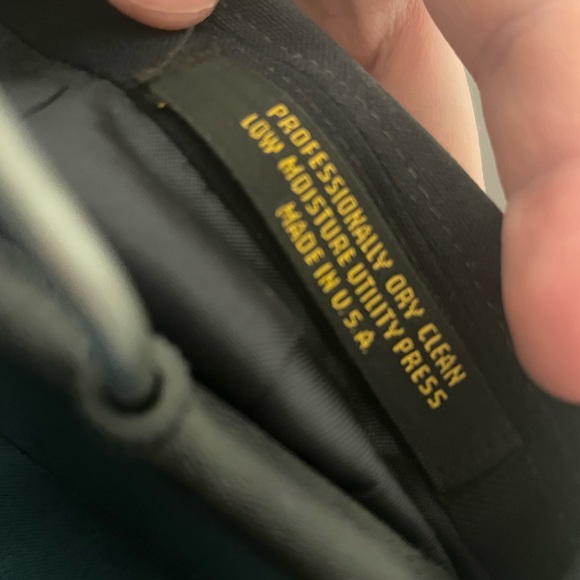 PROFESSIONALLY DRY CLEAN
LOW MOISTURE UTILITY PRESS
MADE IN U.S.A.